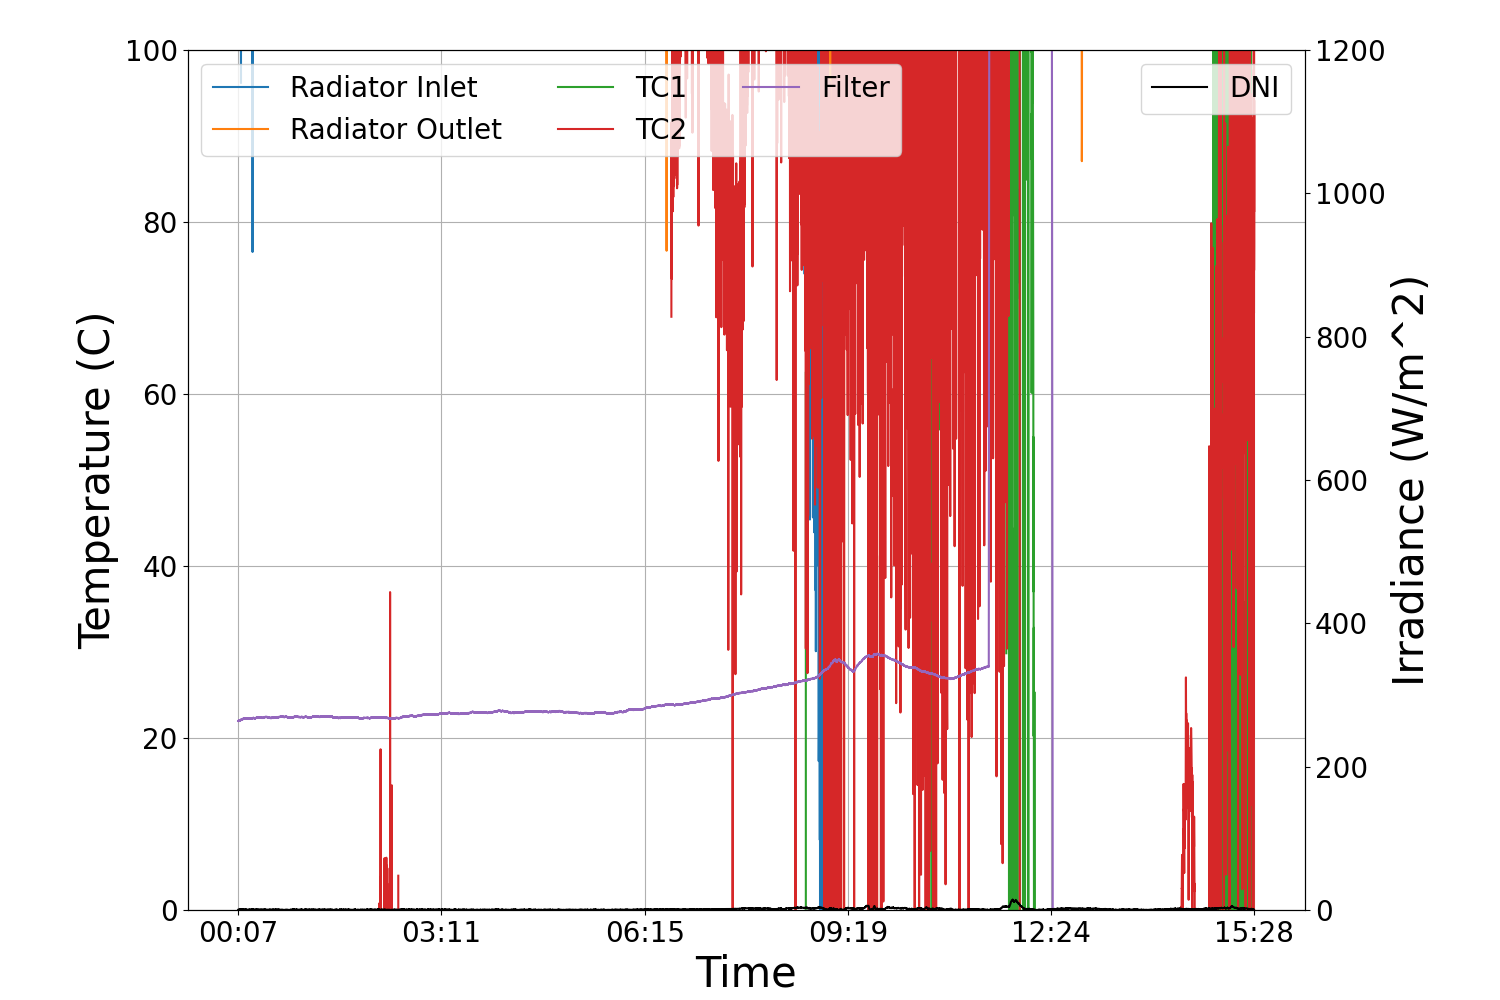 Radiator Inlet
Radiator Outlet
TC1
TC2
Filter
DNI
Temperature (C)
100
80
60
40
20
0
Irradiance (W/m^2)
1200
1000
800
600
400
200
0
00:07 03:11 06:15 09:19 12:24 15:28
Time